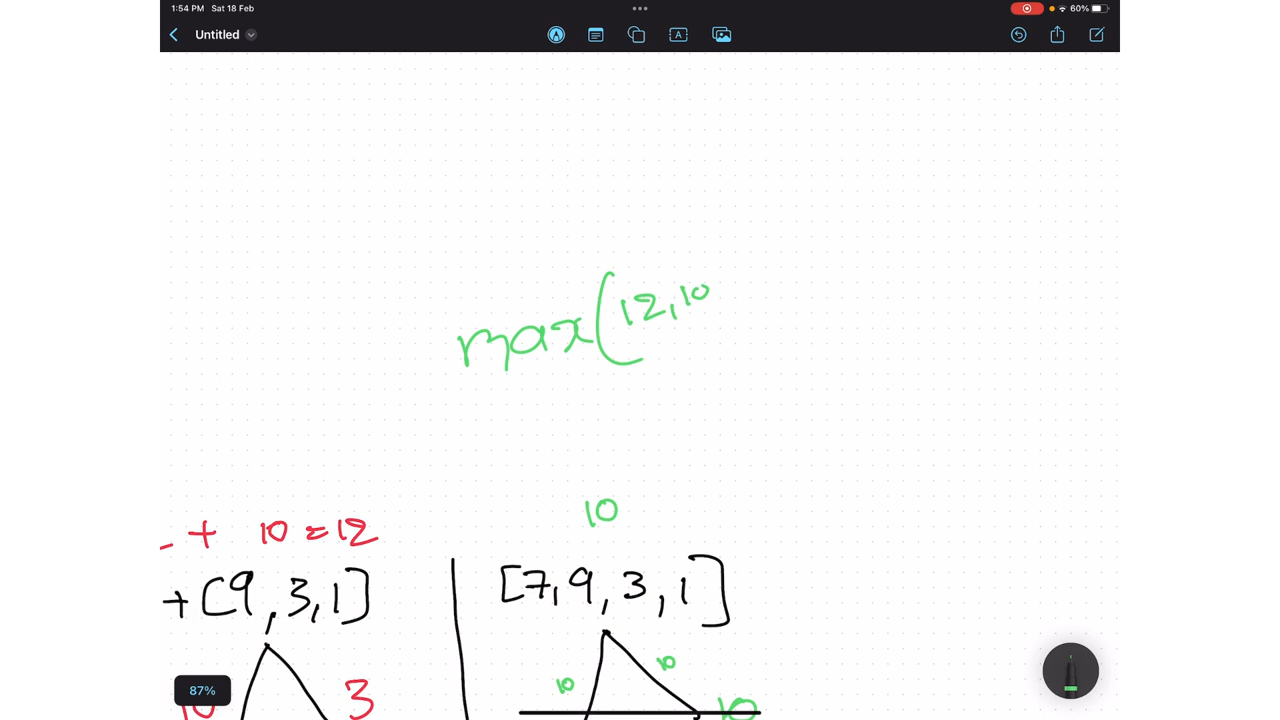 1:54 PM Sat 18 Feb
60%
Untitled
A
max(12,10
10
+ 10 = 12
+[9,3,1]
[7,9,3,1]
10
10
87%
10
3
10